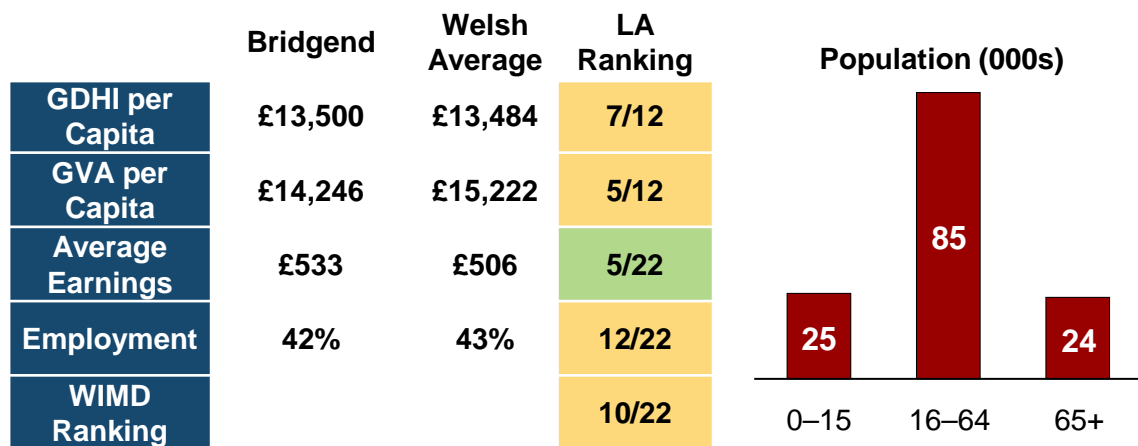 Bridgend
Welsh
Average
LA
Ranking
GDHI per
Capita
£13,500
£13,484
7/12
GVA per
Capita
£14,246
£15,222
5/12
Average
Earnings
£533
£506
5/22
Employment
42%
43%
12/22
WIMD
Ranking
10/22
Population (000s)
25
85
24
0–15
16–64
65+